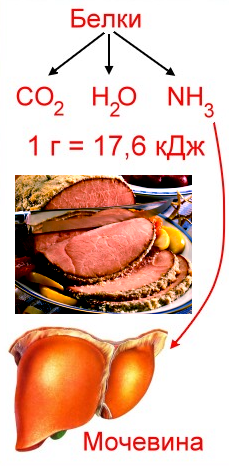 Белки
CO₂ H₂O NH₃
1 г = 17,6 кДж
Мочевина